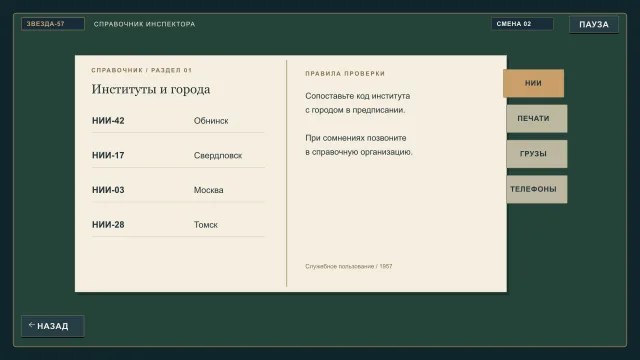 ЗВЕЗДА-57
СПРАВОЧНИК ИНСПЕКТОРА
СМЕНА 02
ПАУЗА
СПРАВОЧНИК / РАЗДЕЛ 01
Институты и города
НИИ-42 Обнинск
НИИ-17 Свердловск
НИИ-03 Москва
НИИ-28 Томск
ПРАВИЛА ПРОВЕРКИ
Сопоставьте код института
с городом в предписании.
При сомнениях позвоните
в справочную организацию.
Служебное пользование / 1957
НИИ
ПЕЧАТИ
ГРУЗЫ
ТЕЛЕФОНЫ
← НАЗАД